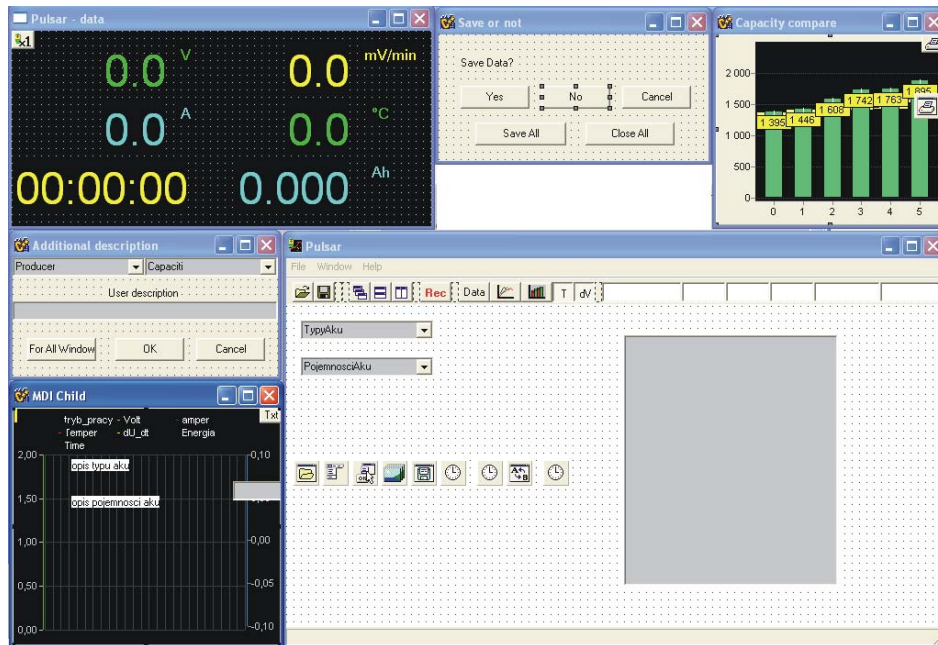 Pulsar - data
x1
0.0 V 0.0 mV/min
0.0 A 0.0 °C
00:00:00 0.000 Ah
Save or not
Save Data?
Yes No Cancel
Save All Close All
Capacity compare
2 000
1 500
1 000
500
0
1 395 1 446 1 608 1 742 1 763 1 895
0 1 2 3 4 5
Additional description
Producer Capaciti
User description
For All Window OK Cancel
Pulsar
File Window Help
Rec Data T dV
TypyAku
PojemnosciAku
MDI Child
Txt
tryb_pracy - Volt - amper
- Temper - dU_dt Energia
Time
2,00 0,10
opis typu aku
1,50
opis pojemnosci aku
1,00 -0,00
0,50 -0,05
0,00 -0,10